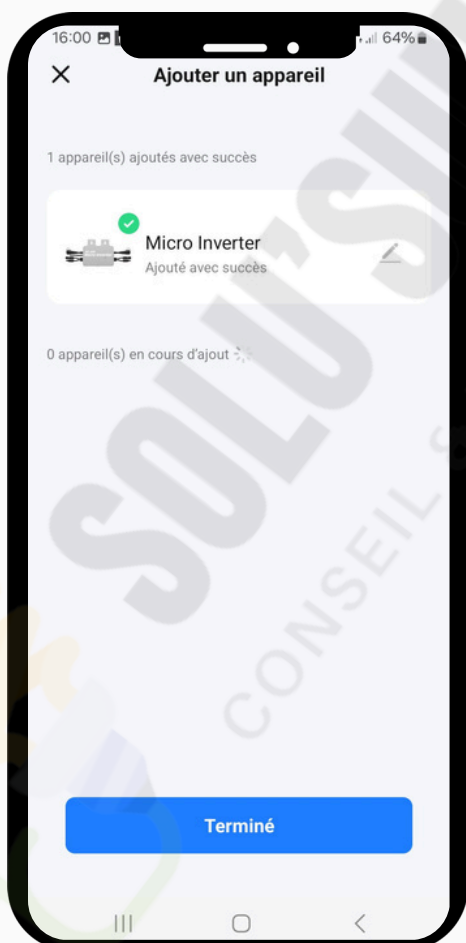 16:00
64%
Ajouter un appareil
1 appareil(s) ajoutés avec succès
Micro Inverter
Ajouté avec succès
0 appareil(s) en cours d'ajout
SOLU'SUN
CONSEIL &
Terminé